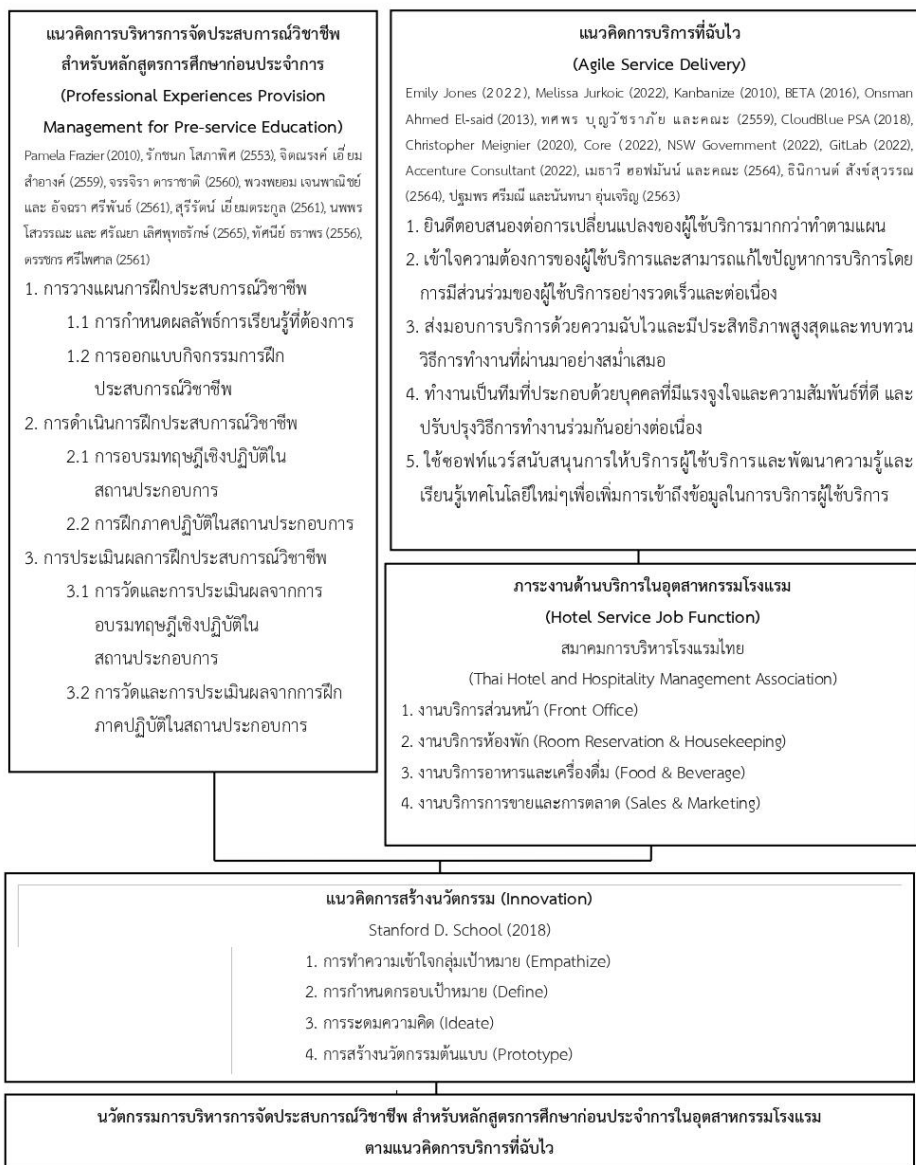 แนวคิดการบริหารการจัดประสบการณ์วิชาชีพ
สำหรับหลักสูตรการศึกษาก่อนประจำการ
(Professional Experiences Provision
Management for Pre-service Education)
Pamela Frazier (2010), รักชนก โสภาพิศ (2553), จิตณรงค์ เอี่ยม
สำอางค์ (2559), จรรจิรา ดาราชาติ (2560), พวงพยอม เจนพาณิชย์
และ อัจฉรา ศรีพันธ์ (2561), สุรีรัตน์ เยี่ยมตระกูล (2561), นพพร
โสวรรณะ และ ศรัณยา เลิศพุทธรักษ์ (2565), ทัศนีย์ ธราพร (2556),
ดรรชกร ศรีไพศาล (2561)
1. การวางแผนการฝึกประสบการณ์วิชาชีพ
1.1 การกำหนดผลลัพธ์การเรียนรู้ที่ต้องการ
1.2 การออกแบบกิจกรรมการฝึก
ประสบการณ์วิชาชีพ
2. การดำเนินการฝึกประสบการณ์วิชาชีพ
2.1 การอบรมทฤษฎีเชิงปฏิบัติใน
สถานประกอบการ
2.2 การฝึกภาคปฏิบัติในสถานประกอบการ
3. การประเมินผลการฝึกประสบการณ์วิชาชีพ
3.1 การวัดและการประเมินผลจากการ
อบรมทฤษฎีเชิงปฏิบัติใน
สถานประกอบการ
3.2 การวัดและการประเมินผลจากการฝึก
ภาคปฏิบัติในสถานประกอบการ
แนวคิดการบริการที่ฉับไว
(Agile Service Delivery)
Emily Jones (2022), Melissa Jurkoic (2022), Kanbanize (2010), BETA (2016), Onsman
Ahmed El-said (2013), ทศพร บุญวัชราภัย และคณะ (2559), CloudBlue PSA (2018),
Christopher Meignier (2020), Core (2022), NSW Government (2022), GitLab (2022),
Accenture Consultant (2022), เมธาวี ฮอฟมันน์ และคณะ (2564), ธินิกานต์ สังข์สุวรรณ
(2564), ปฐมพร ศรีมณี และนันทนา อุ่นเจริญ (2563)
1. ยินดีตอบสนองต่อการเปลี่ยนแปลงของผู้ใช้บริการมากกว่าทำตามแผน
2. เข้าใจความต้องการของผู้ใช้บริการและสามารถแก้ไขปัญหาการบริการโดย
การมีส่วนร่วมของผู้ใช้บริการอย่างรวดเร็วและต่อเนื่อง
3. ส่งมอบการบริการด้วยความฉับไวและมีประสิทธิภาพสูงสุดและทบทวน
วิธีการทำงานที่ผ่านมาอย่างสม่ำเสมอ
4. ทำงานเป็นทีมที่ประกอบด้วยบุคคลที่มีแรงจูงใจและความสัมพันธ์ที่ดี และ
ปรับปรุงวิธีการทำงานร่วมกันอย่างต่อเนื่อง
5. ใช้ซอฟท์แวร์สนับสนุนการให้บริการผู้ใช้บริการและพัฒนาความรู้และ
เรียนรู้เทคโนโลยีใหม่ๆเพื่อเพิ่มการเข้าถึงข้อมูลในการบริการผู้ใช้บริการ
ภาระงานด้านบริการในอุตสาหกรรมโรงแรม
(Hotel Service Job Function)
สมาคมการบริหารโรงแรมไทย
(Thai Hotel and Hospitality Management Association)
1. งานบริการส่วนหน้า (Front Office)
2. งานบริการห้องพัก (Room Reservation & Housekeeping)
3. งานบริการอาหารและเครื่องดื่ม (Food & Beverage)
4. งานบริการการขายและการตลาด (Sales & Marketing)
แนวคิดการสร้างนวัตกรรม (Innovation)
Stanford D. School (2018)
1. การทำความเข้าใจกลุ่มเป้าหมาย (Empathize)
2. การกำหนดกรอบเป้าหมาย (Define)
3. การระดมความคิด (Ideate)
4. การสร้างนวัตกรรมต้นแบบ (Prototype)
นวัตกรรมการบริหารการจัดประสบการณ์วิชาชีพ สำหรับหลักสูตรการศึกษาก่อนประจำการในอุตสาหกรรมโรงแรม
ตามแนวคิดการบริการที่ฉับไว